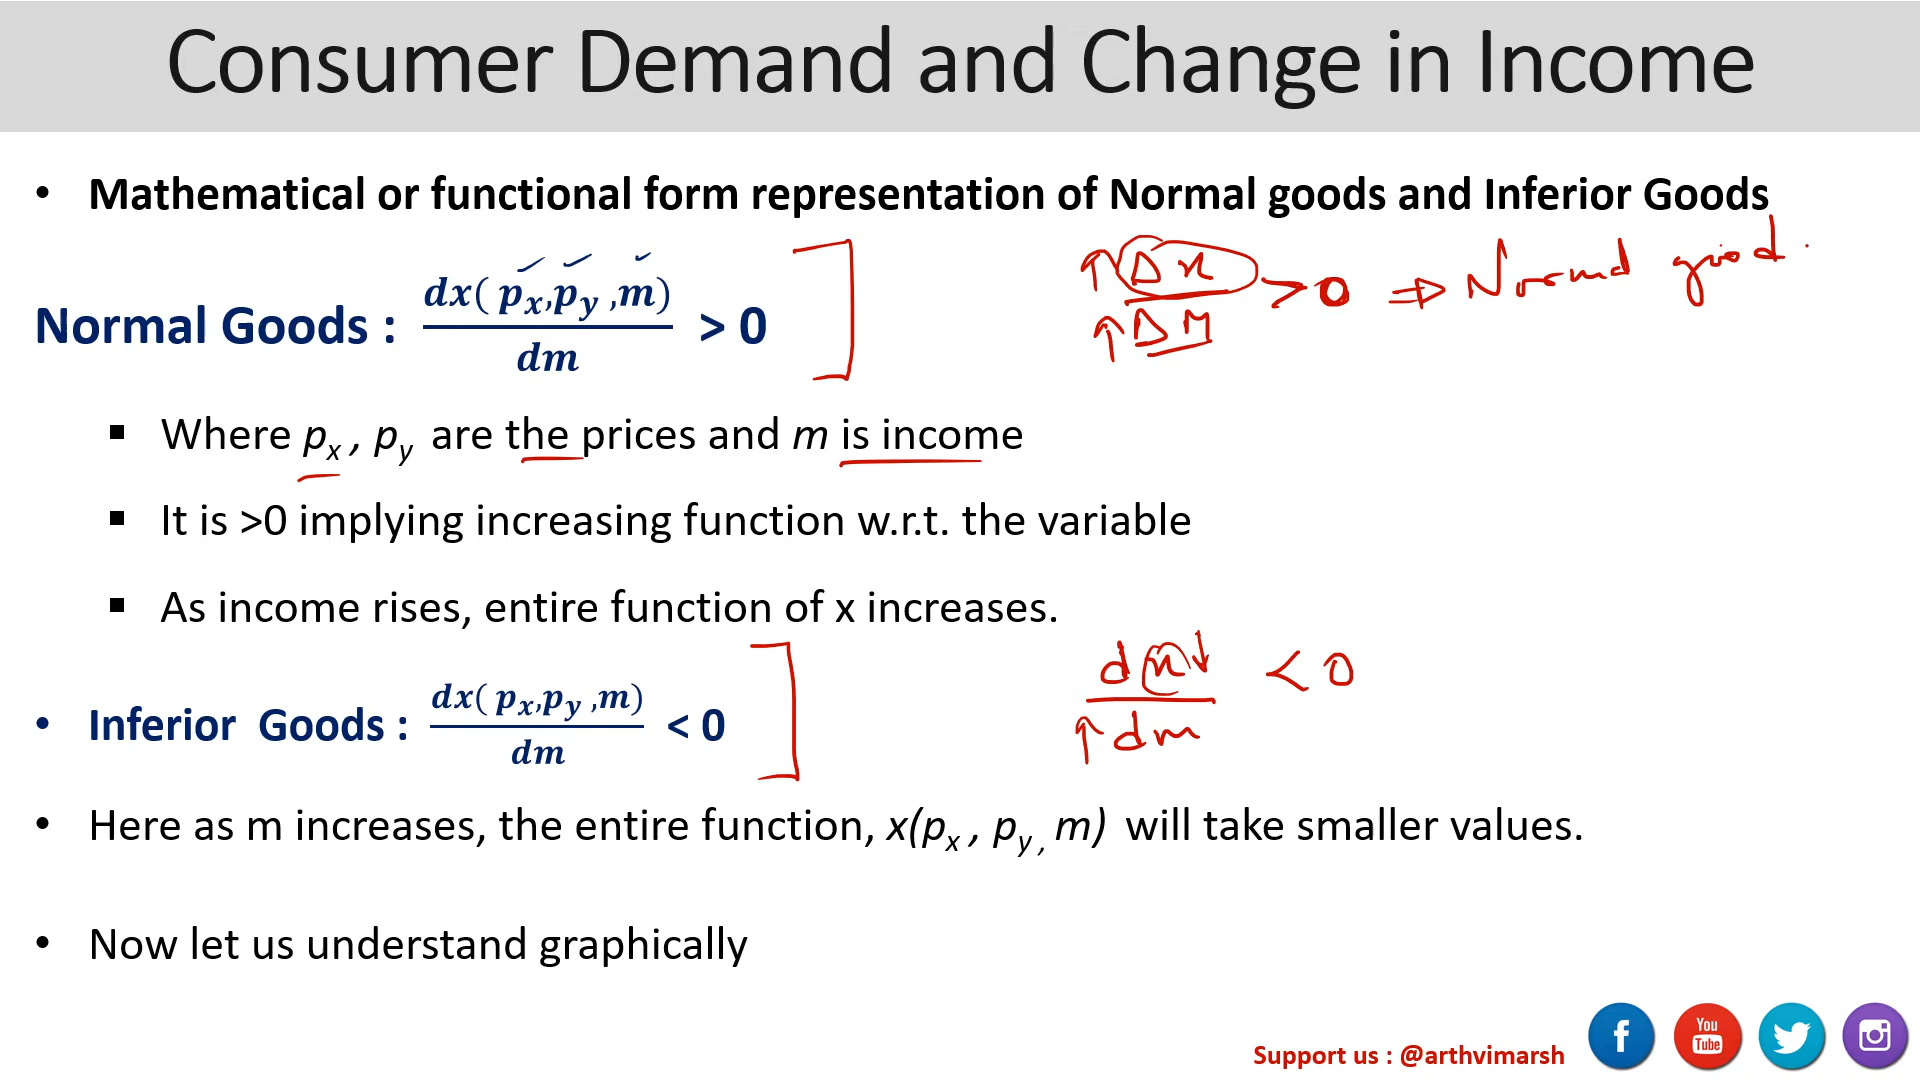 Consumer Demand and Change in Income
• Mathematical or functional form representation of Normal goods and Inferior Goods
Normal Goods : dx( pₓ,p_y ,m) / dm > 0
↑ Δx / ↑ ΔM > 0 ⇒ Normal good .
▪ Where pₓ , p_y are the prices and m is income
▪ It is >0 implying increasing function w.r.t. the variable
▪ As income rises, entire function of x increases.
• Inferior Goods : dx( pₓ,p_y ,m) / dm < 0
dx↓ / ↑ dm < 0
• Here as m increases, the entire function, x(pₓ , p_y , m) will take smaller values.
• Now let us understand graphically
Support us : @arthvimarsh
f
You
Tube